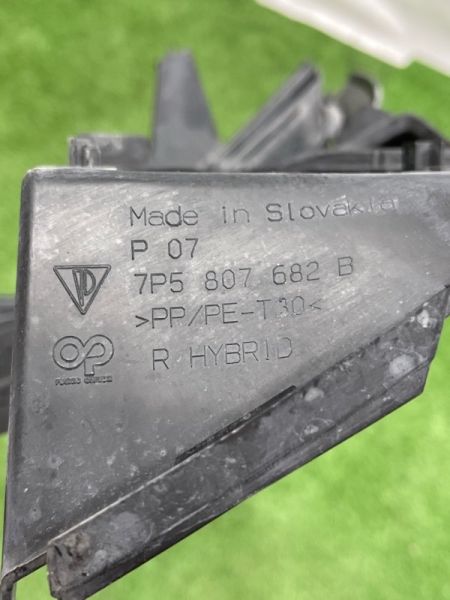 Made in Slovakia
P 07
7P5 807 682 B
>PP/PE-T30<
R HYBRID